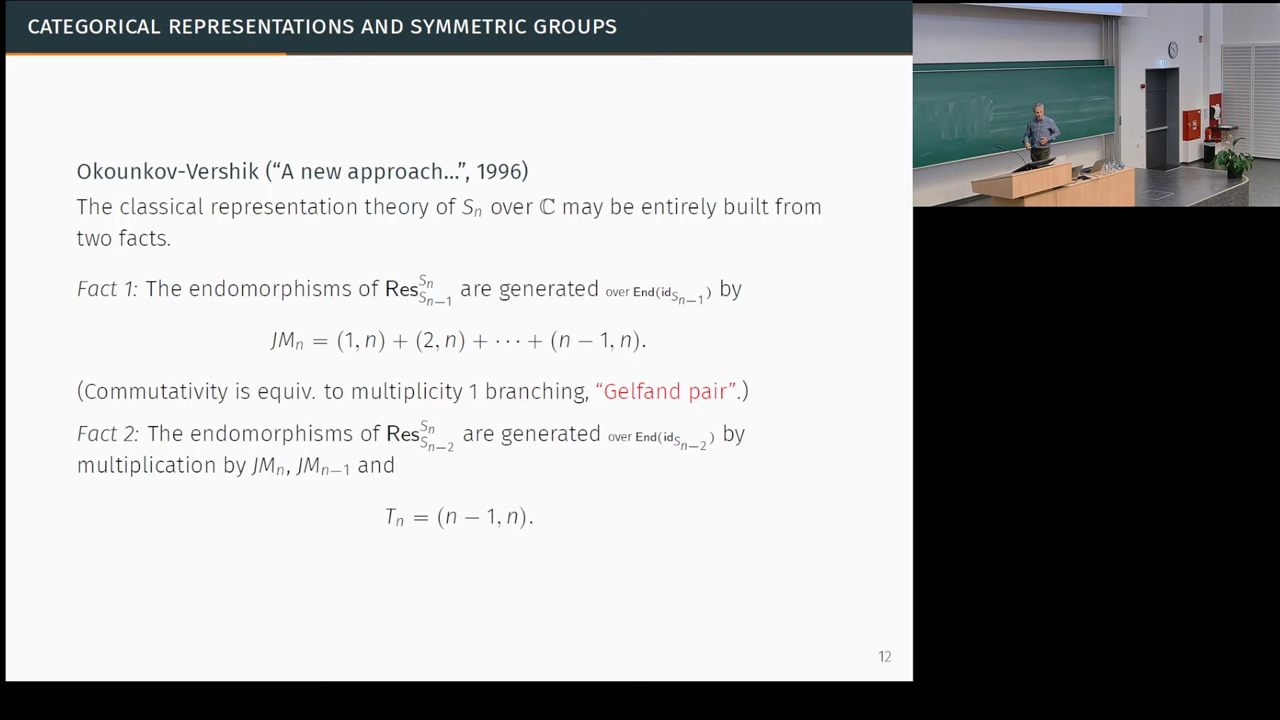 CATEGORICAL REPRESENTATIONS AND SYMMETRIC GROUPS
Okounkov-Vershik (“A new approach...”, 1996)
The classical representation theory of Sₙ over ℂ may be entirely built from
two facts.
Fact 1: The endomorphisms of Res^{Sₙ}_{Sₙ₋₁} are generated over End(id_{Sₙ₋₁}) by
JMₙ = (1, n) + (2, n) + ⋯ + (n − 1, n).
(Commutativity is equiv. to multiplicity 1 branching, “Gelfand pair”.)
Fact 2: The endomorphisms of Res^{Sₙ}_{Sₙ₋₂} are generated over End(id_{Sₙ₋₂}) by
multiplication by JMₙ, JMₙ₋₁ and
Tₙ = (n − 1, n).
12